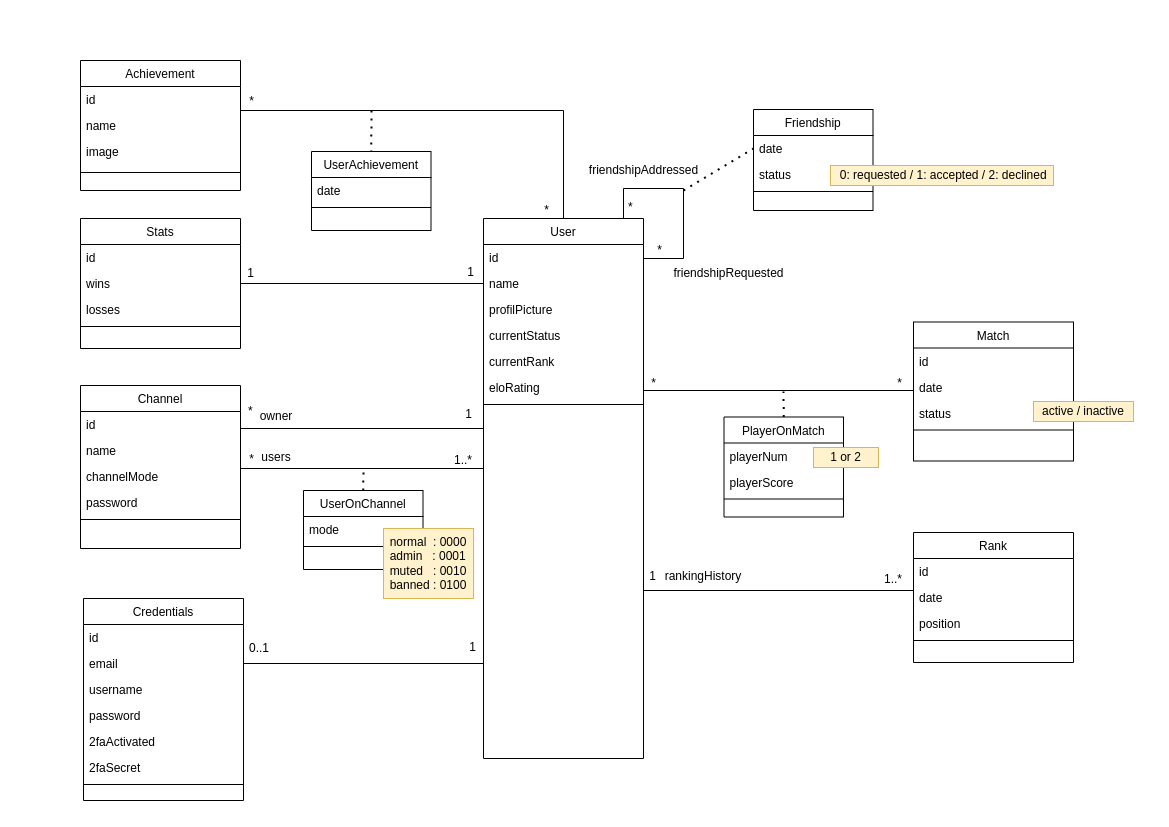 Achievement
id
name
image
*
*
UserAchievement
date
Friendship
date
status
0: requested / 1: accepted / 2: declined
friendshipAddressed
*
*
friendshipRequested
Stats
id
wins
losses
1
1
User
id
name
profilPicture
currentStatus
currentRank
eloRating
Match
id
date
status
active / inactive
*
*
PlayerOnMatch
playerNum
1 or 2
playerScore
Channel
id
name
channelMode
password
* owner
1
* users
1..*
UserOnChannel
mode
normal : 0000
admin : 0001
muted : 0010
banned : 0100
Rank
id
date
position
1 rankingHistory
1..*
Credentials
id
email
username
password
2faActivated
2faSecret
0..1
1